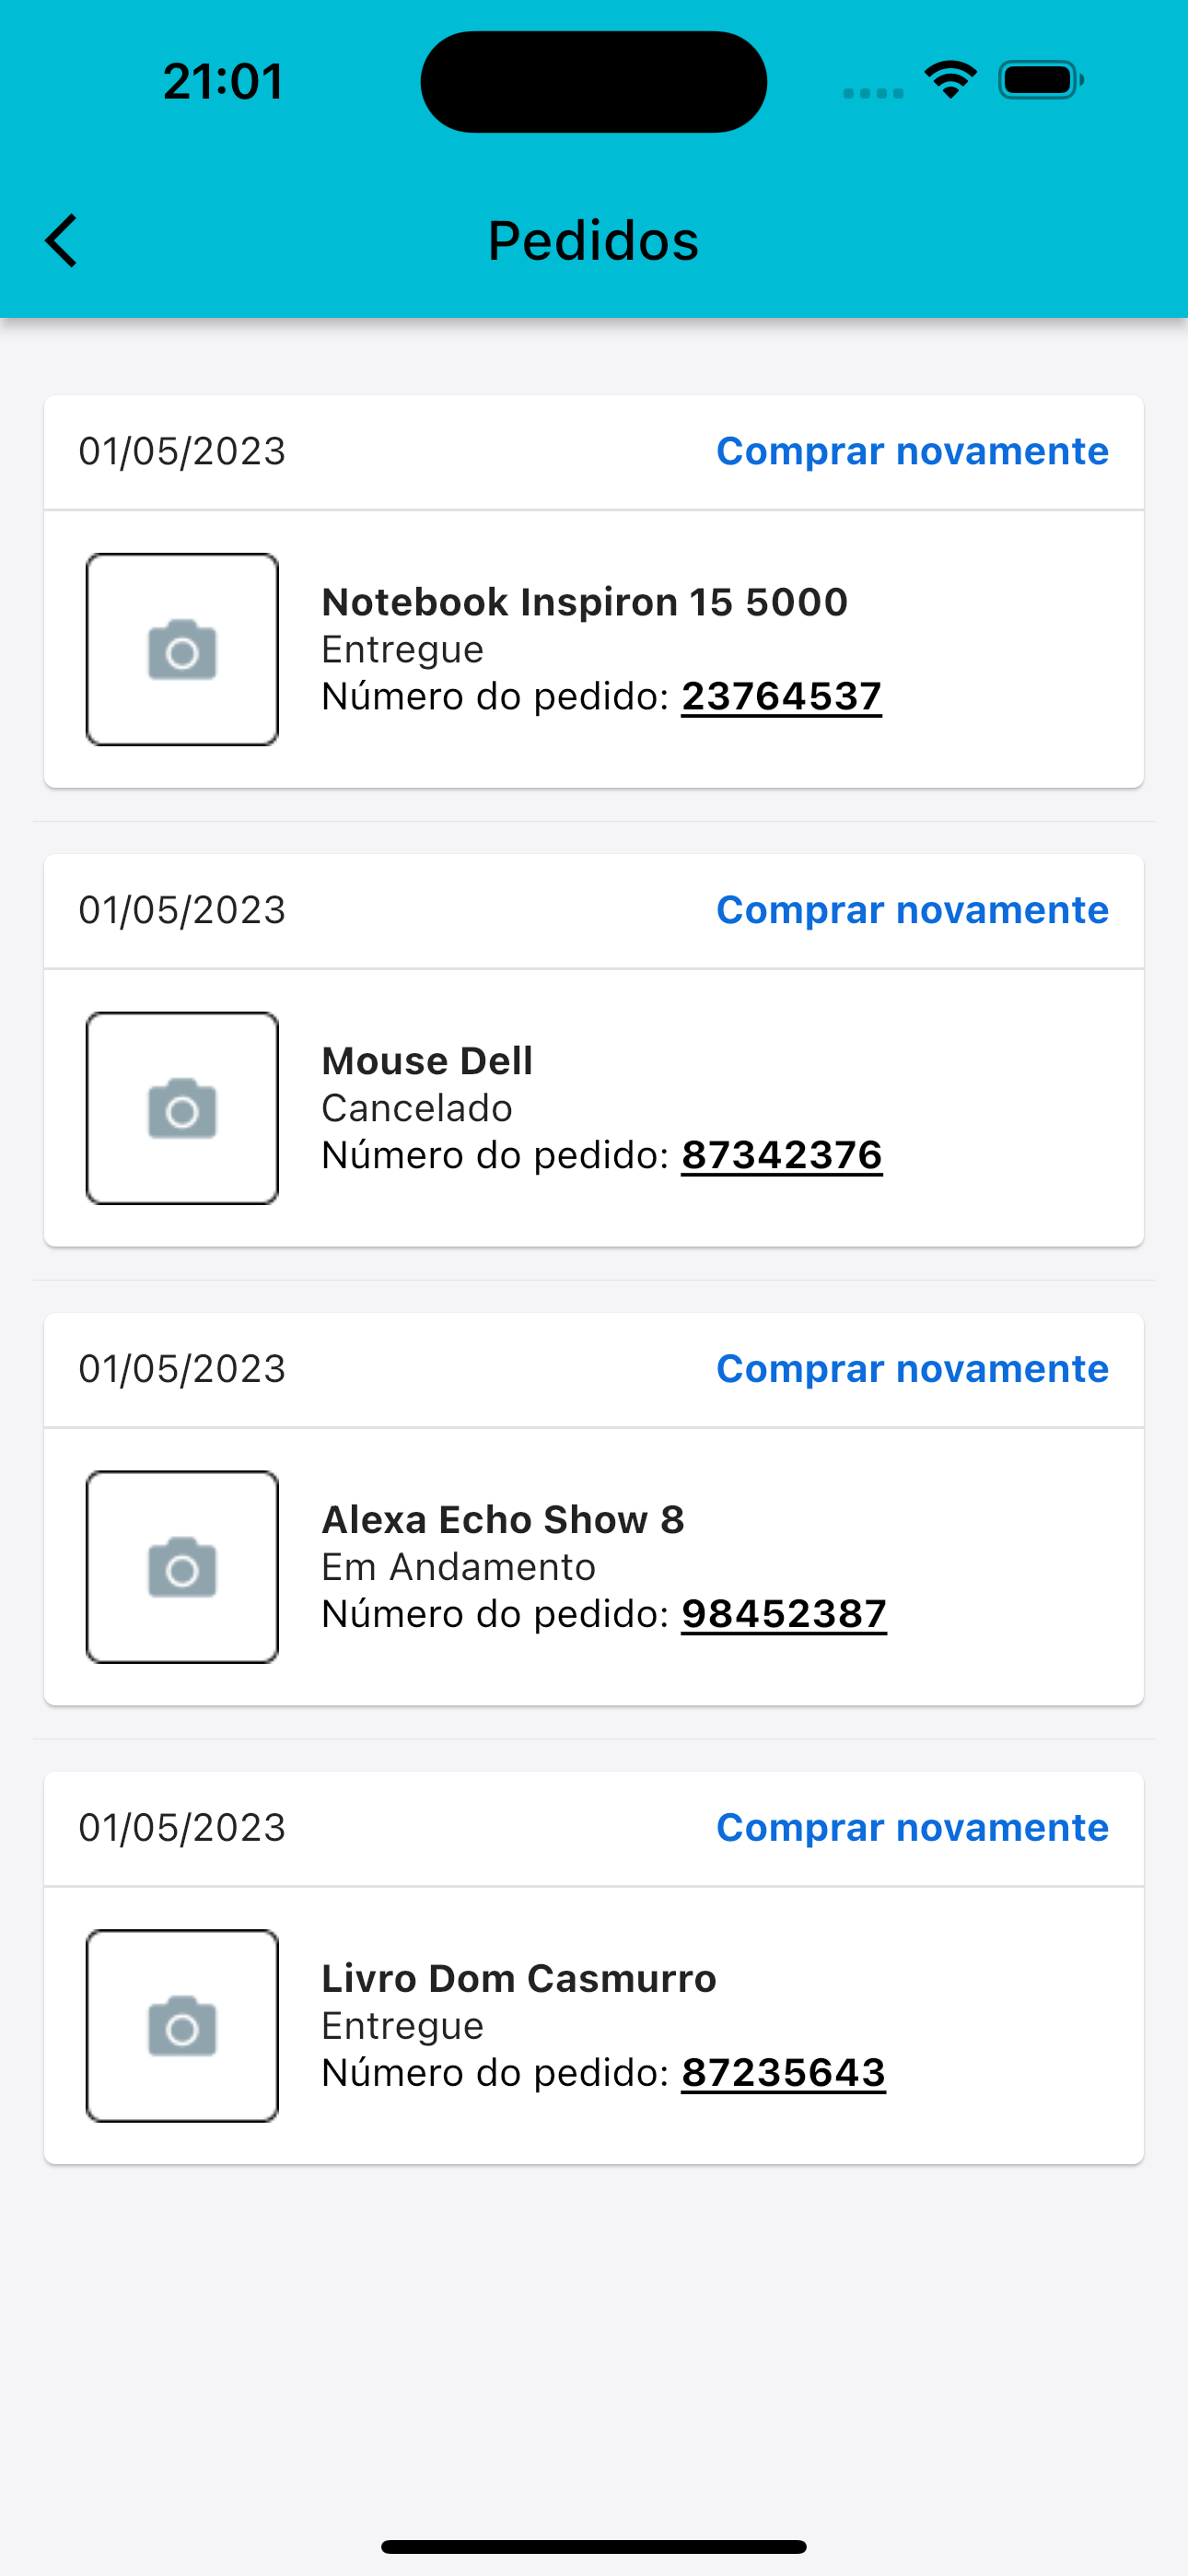 21:01
Pedidos
01/05/2023 Comprar novamente
Notebook Inspiron 15 5000
Entregue
Número do pedido: 23764537
01/05/2023 Comprar novamente
Mouse Dell
Cancelado
Número do pedido: 87342376
01/05/2023 Comprar novamente
Alexa Echo Show 8
Em Andamento
Número do pedido: 98452387
01/05/2023 Comprar novamente
Livro Dom Casmurro
Entregue
Número do pedido: 87235643